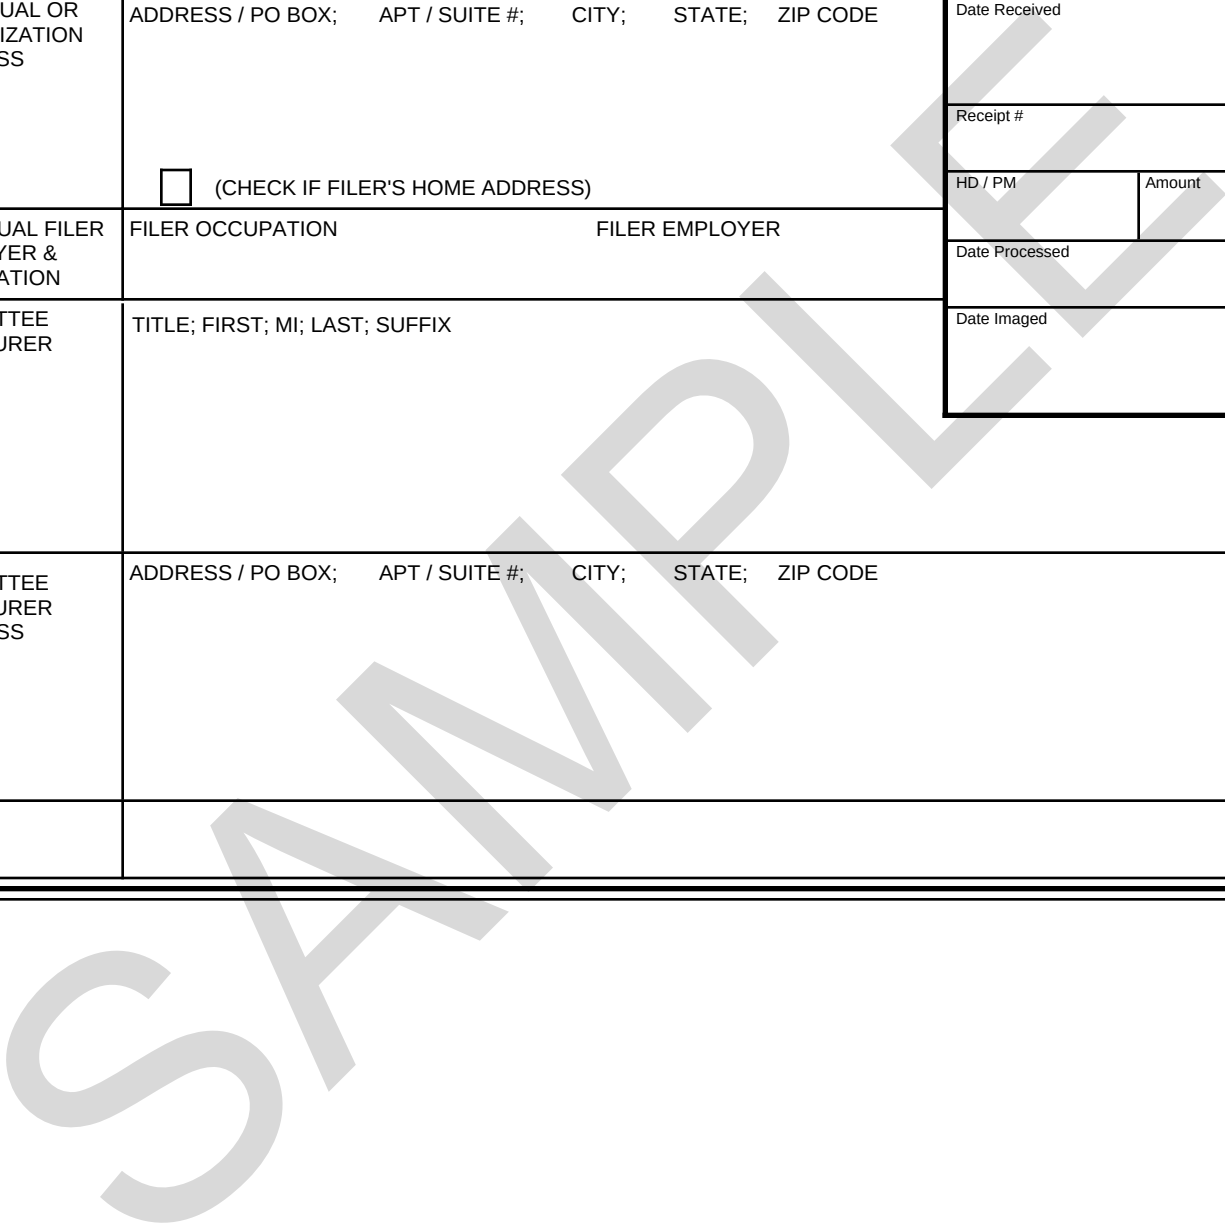 UAL OR
IZATION
SS
ADDRESS / PO BOX; APT / SUITE #; CITY; STATE; ZIP CODE
(CHECK IF FILER'S HOME ADDRESS)
UAL FILER
YER &
ATION
FILER OCCUPATION FILER EMPLOYER
TTEE
URER
TITLE; FIRST; MI; LAST; SUFFIX
TTEE
URER
SS
ADDRESS / PO BOX; APT / SUITE #; CITY; STATE; ZIP CODE
Date Received
Receipt #
HD / PM Amount
Date Processed
Date Imaged
SAMPLE